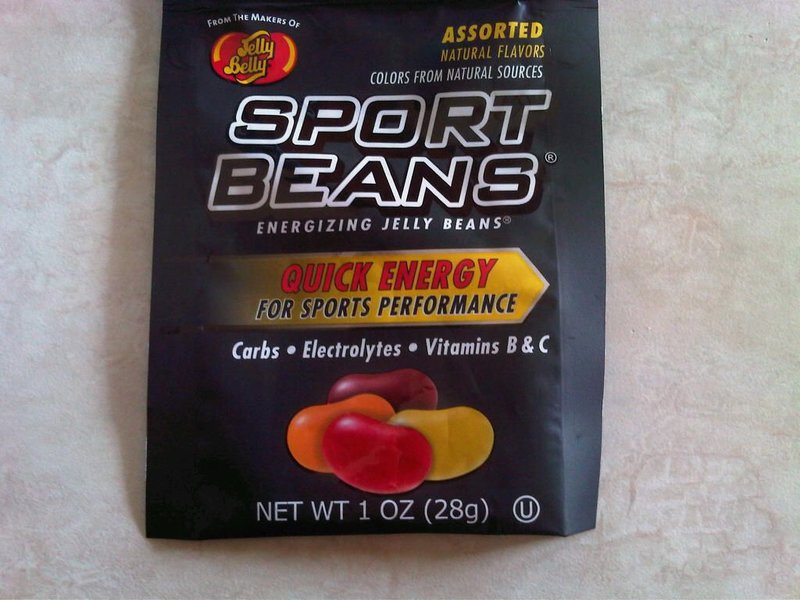 FROM THE MAKERS OF
Jelly
Belly
ASSORTED
NATURAL FLAVORS
COLORS FROM NATURAL SOURCES
SPORT
BEANS®
ENERGIZING JELLY BEANS®
QUICK ENERGY
FOR SPORTS PERFORMANCE
Carbs • Electrolytes • Vitamins B & C
NET WT 1 OZ (28g) U